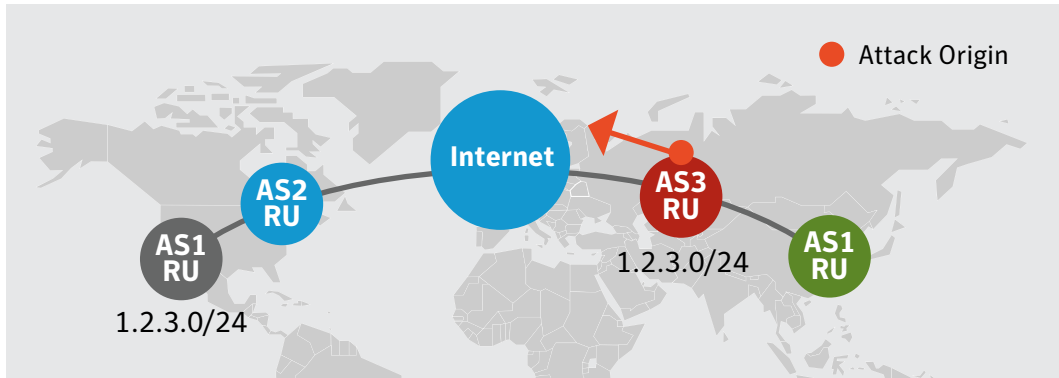 Attack Origin
Internet
AS2
RU
AS3
RU
AS1
RU
AS1
RU
1.2.3.0/24
1.2.3.0/24